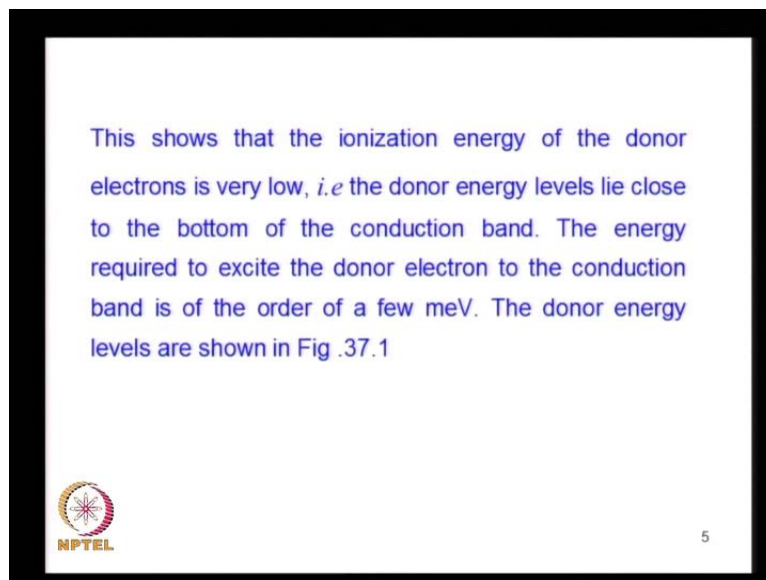 This shows that the ionization energy of the donor
electrons is very low, i.e the donor energy levels lie close
to the bottom of the conduction band. The energy
required to excite the donor electron to the conduction
band is of the order of a few meV. The donor energy
levels are shown in Fig .37.1
NPTEL
5